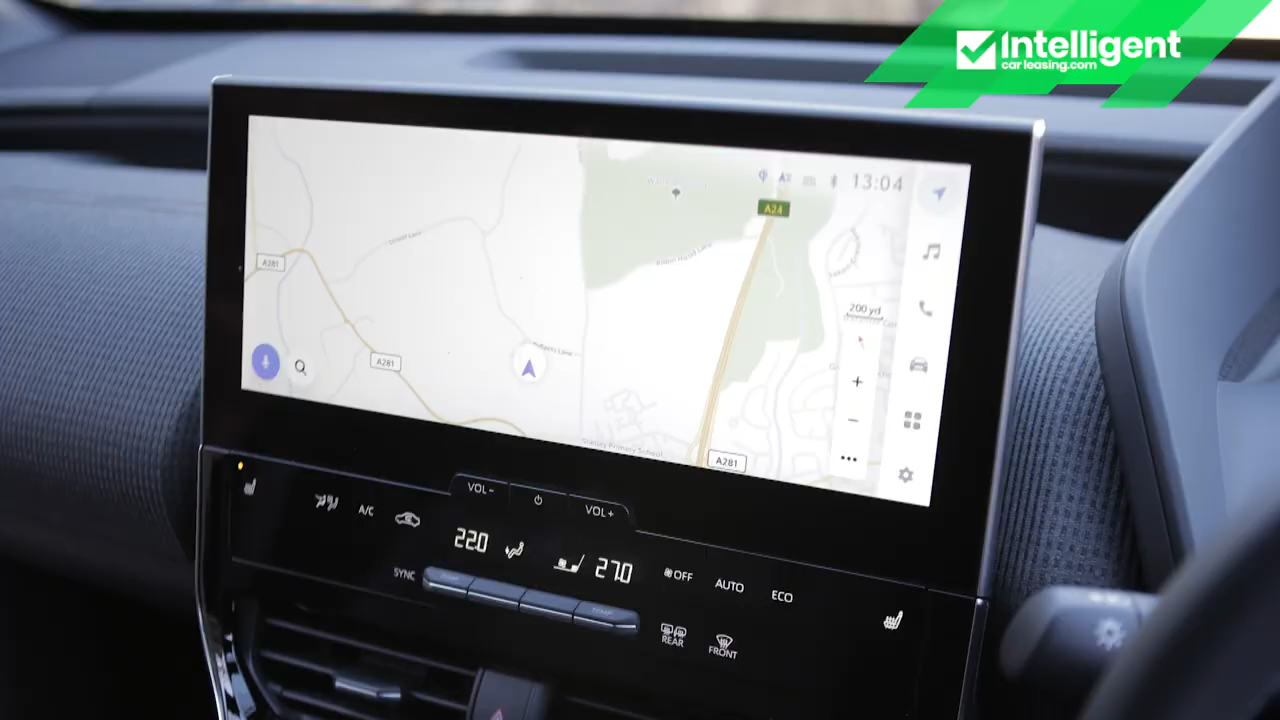 Intelligent
carleasing.com
13:04
A24
A281
200 yd
A281
A281
VOL-
VOL+
A/C
22.0
27.0
OFF
AUTO
ECO
SYNC
TEMP
REAR
FRONT